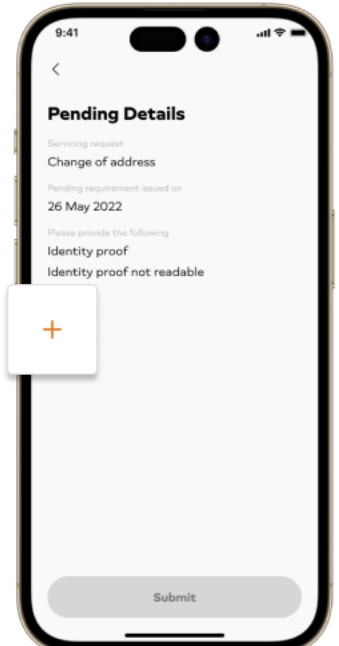 9:41
Pending Details
Servicing request
Change of address
Pending requirement issued on
26 May 2022
Please provide the following
Identity proof
Identity proof not readable
+
Submit